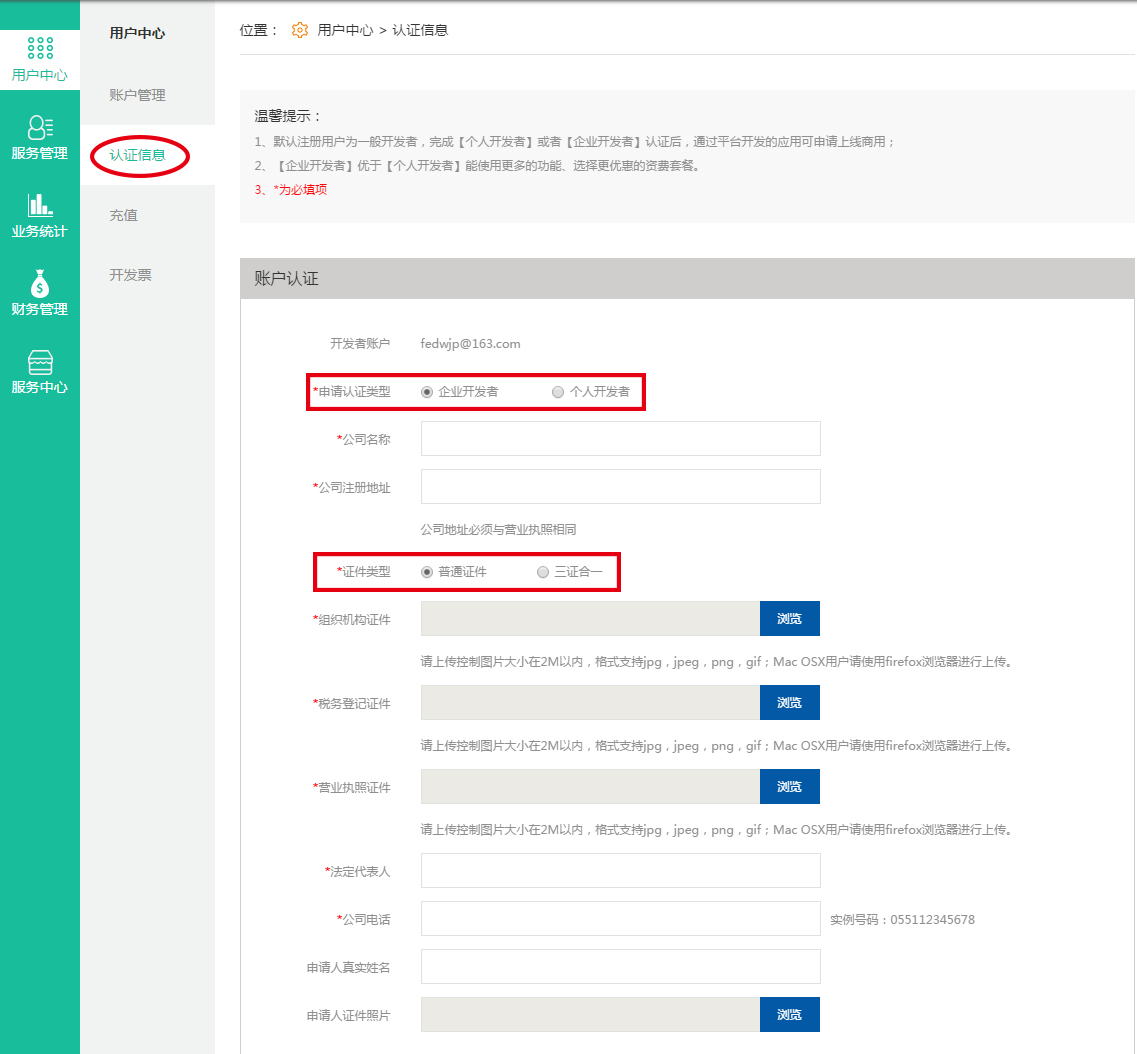 用户中心
服务管理
业务统计
$
财务管理
服务中心
用户中心
账户管理
认证信息
充值
开发票
位置： 用户中心 > 认证信息
温馨提示：
1、默认注册用户为一般开发者，完成【个人开发者】或者【企业开发者】认证后，通过平台开发的应用可申请上线商用；
2、【企业开发者】优于【个人开发者】能使用更多的功能、选择更优惠的资费套餐。
3、*为必填项
账户认证
开发者账户 fedwjp@163.com
*申请认证类型 企业开发者 个人开发者
*公司名称
*公司注册地址
公司地址必须与营业执照相同
*证件类型 普通证件 三证合一
*组织机构证件 浏览
请上传控制图片大小在2M以内，格式支持jpg，jpeg，png，gif；Mac OSX用户请使用firefox浏览器进行上传。
*税务登记证件 浏览
请上传控制图片大小在2M以内，格式支持jpg，jpeg，png，gif；Mac OSX用户请使用firefox浏览器进行上传。
*营业执照证件 浏览
请上传控制图片大小在2M以内，格式支持jpg，jpeg，png，gif；Mac OSX用户请使用firefox浏览器进行上传。
*法定代表人
*公司电话 实例号码：055112345678
申请人真实姓名
申请人证件照片 浏览